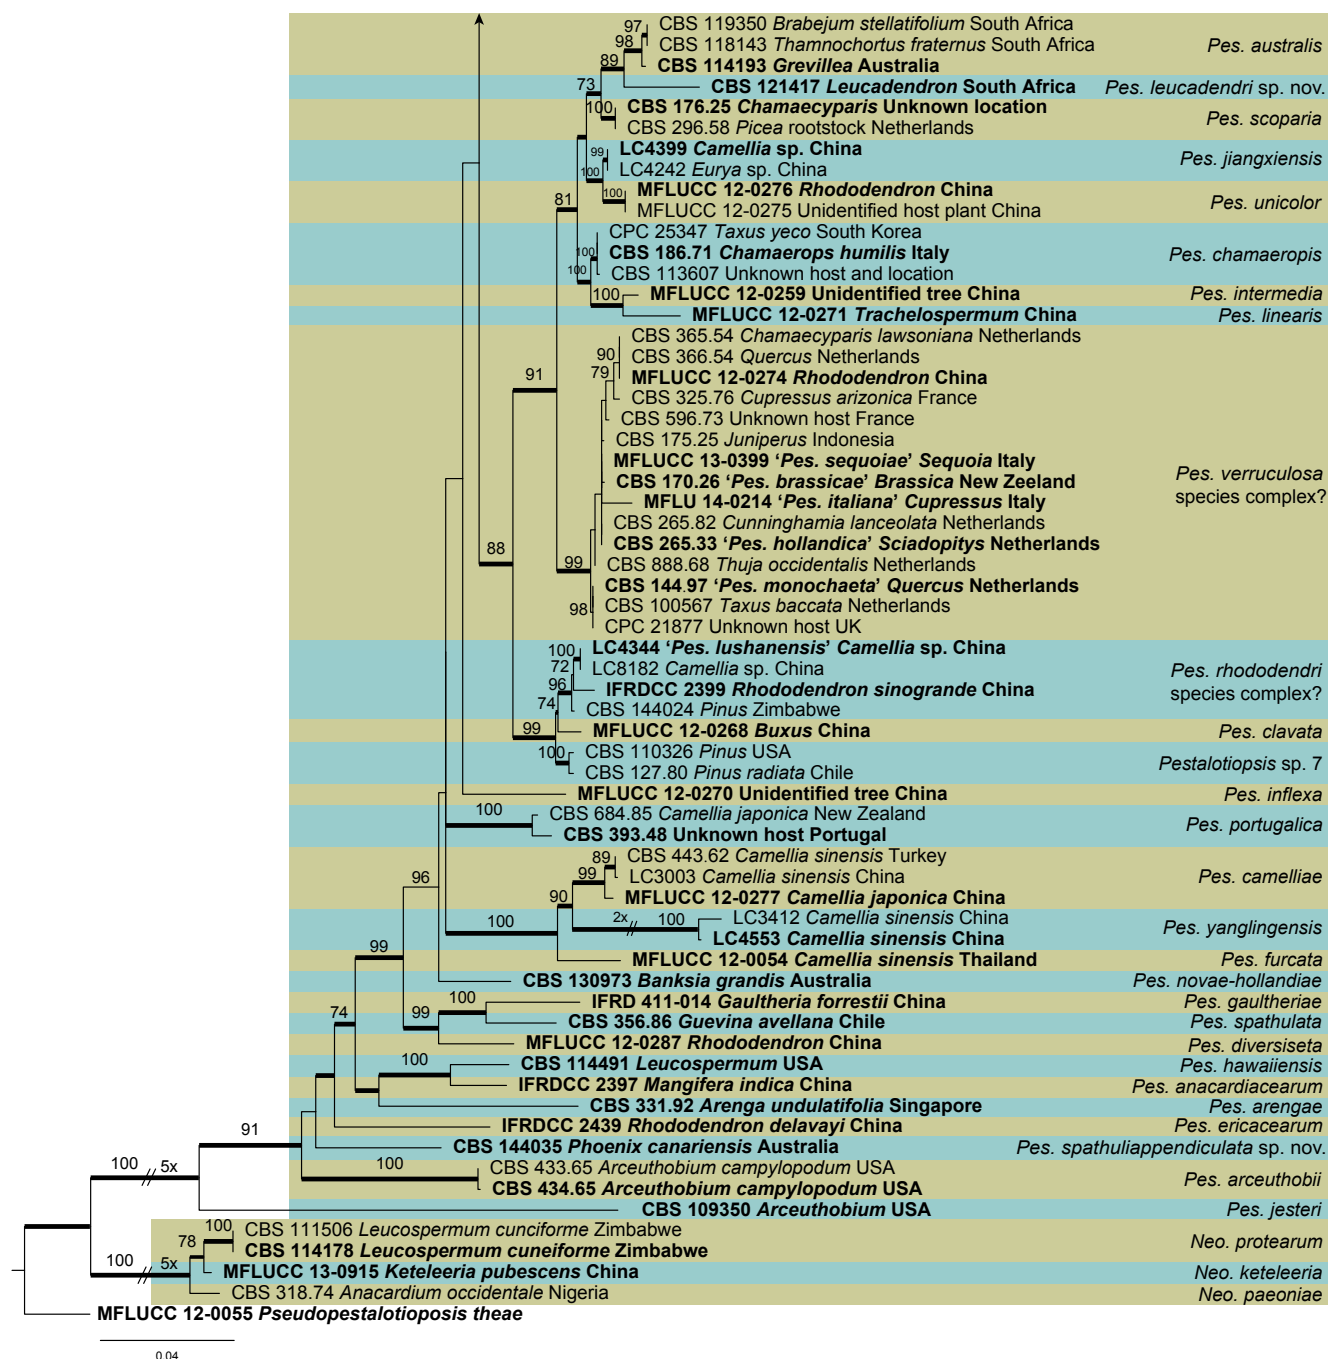 97 CBS 119350 Brabejum stellatifolium South Africa
98 CBS 118143 Thamnochortus fraternus South Africa Pes. australis
89 CBS 114193 Grevillea Australia
73 CBS 121417 Leucadendron South Africa Pes. leucadendri sp. nov.
100 CBS 176.25 Chamaecyparis Unknown location
CBS 296.58 Picea rootstock Netherlands Pes. scoparia
99 LC4399 Camellia sp. China
100 LC4242 Eurya sp. China Pes. jiangxiensis
100 MFLUCC 12-0276 Rhododendron China
81 MFLUCC 12-0275 Unidentified host plant China Pes. unicolor
CPC 25347 Taxus yeco South Korea
100 CBS 186.71 Chamaerops humilis Italy Pes. chamaeropis
100 CBS 113607 Unknown host and location
100 MFLUCC 12-0259 Unidentified tree China Pes. intermedia
MFLUCC 12-0271 Trachelospermum China Pes. linearis
CBS 365.54 Chamaecyparis lawsoniana Netherlands
90 CBS 366.54 Quercus Netherlands
91 79 MFLUCC 12-0274 Rhododendron China
CBS 325.76 Cupressus arizonica France
CBS 596.73 Unknown host France
CBS 175.25 Juniperus Indonesia
MFLUCC 13-0399 ‘Pes. sequoiae’ Sequoia Italy
CBS 170.26 ‘Pes. brassicae’ Brassica New Zeeland Pes. verruculosa
MFLU 14-0214 ‘Pes. italiana’ Cupressus Italy species complex?
CBS 265.82 Cunninghamia lanceolata Netherlands
88 CBS 265.33 ‘Pes. hollandica’ Sciadopitys Netherlands
99 CBS 888.68 Thuja occidentalis Netherlands
CBS 144.97 ‘Pes. monochaeta’ Quercus Netherlands
98 CBS 100567 Taxus baccata Netherlands
CPC 21877 Unknown host UK
100 LC4344 ‘Pes. lushanensis’ Camellia sp. China
72 LC8182 Camellia sp. China Pes. rhododendri
96 IFRDCC 2399 Rhododendron sinogrande China species complex?
74 CBS 144024 Pinus Zimbabwe
99 MFLUCC 12-0268 Buxus China Pes. clavata
100 CBS 110326 Pinus USA
CBS 127.80 Pinus radiata Chile Pestalotiopsis sp. 7
MFLUCC 12-0270 Unidentified tree China Pes. inflexa
100 CBS 684.85 Camellia japonica New Zealand
CBS 393.48 Unknown host Portugal Pes. portugalica
89 CBS 443.62 Camellia sinensis Turkey
96 99 LC3003 Camellia sinensis China Pes. camelliae
90 MFLUCC 12-0277 Camellia japonica China
100 2x 100 LC3412 Camellia sinensis China
LC4553 Camellia sinensis China Pes. yanglingensis
99 MFLUCC 12-0054 Camellia sinensis Thailand Pes. furcata
CBS 130973 Banksia grandis Australia Pes. novae-hollandiae
100 IFRD 411-014 Gaultheria forrestii China Pes. gaultheriae
74 99 CBS 356.86 Guevina avellana Chile Pes. spathulata
MFLUCC 12-0287 Rhododendron China Pes. diversiseta
100 CBS 114491 Leucospermum USA Pes. hawaiiensis
IFRDCC 2397 Mangifera indica China Pes. anacardiacearum
CBS 331.92 Arenga undulatifolia Singapore Pes. arengae
91 IFRDCC 2439 Rhododendron delavayi China Pes. ericacearum
CBS 144035 Phoenix canariensis Australia Pes. spathuliappendiculata sp. nov.
100 5x 100 CBS 433.65 Arceuthobium campylopodum USA
CBS 434.65 Arceuthobium campylopodum USA Pes. arceuthobii
CBS 109350 Arceuthobium USA Pes. jesteri
100 CBS 111506 Leucospermum cunciforme Zimbabwe
78 CBS 114178 Leucospermum cuneiforme Zimbabwe Neo. protearum
100 5x MFLUCC 13-0915 Keteleeria pubescens China Neo. keteleeria
CBS 318.74 Anacardium occidentale Nigeria Neo. paeoniae
MFLUCC 12-0055 Pseudopestalotioposis theae
0.04